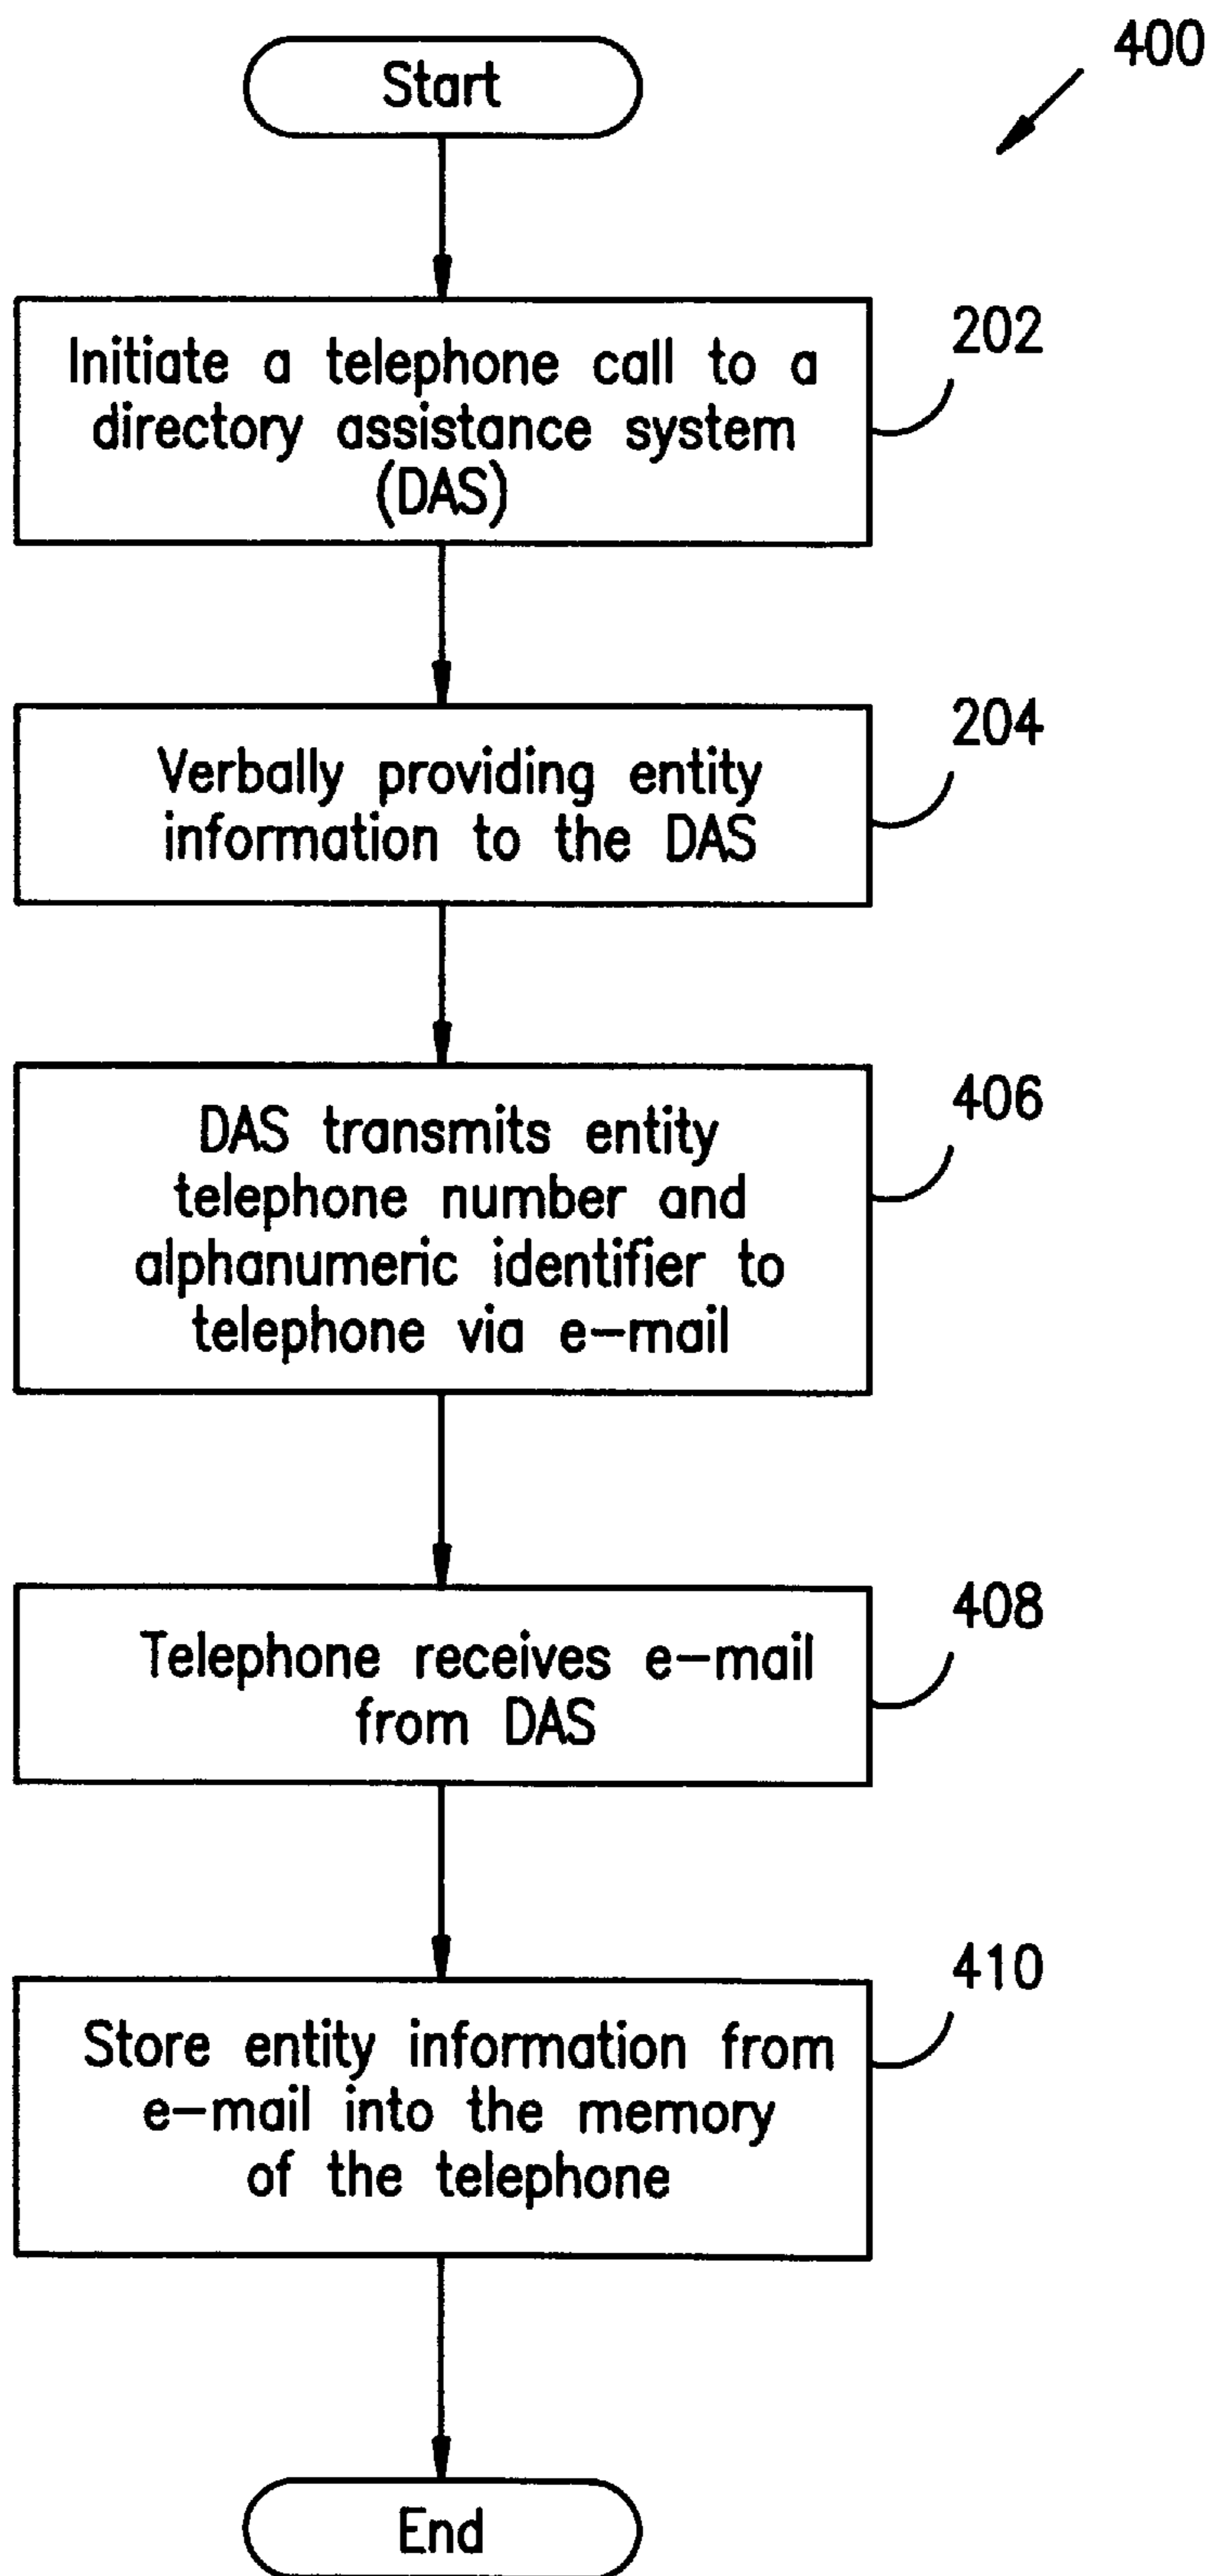 400
Start
202
Initiate a telephone call to a
directory assistance system
(DAS)
204
Verbally providing entity
information to the DAS
406
DAS transmits entity
telephone number and
alphanumeric identifier to
telephone via e-mail
408
Telephone receives e-mail
from DAS
410
Store entity information from
e-mail into the memory
of the telephone
End